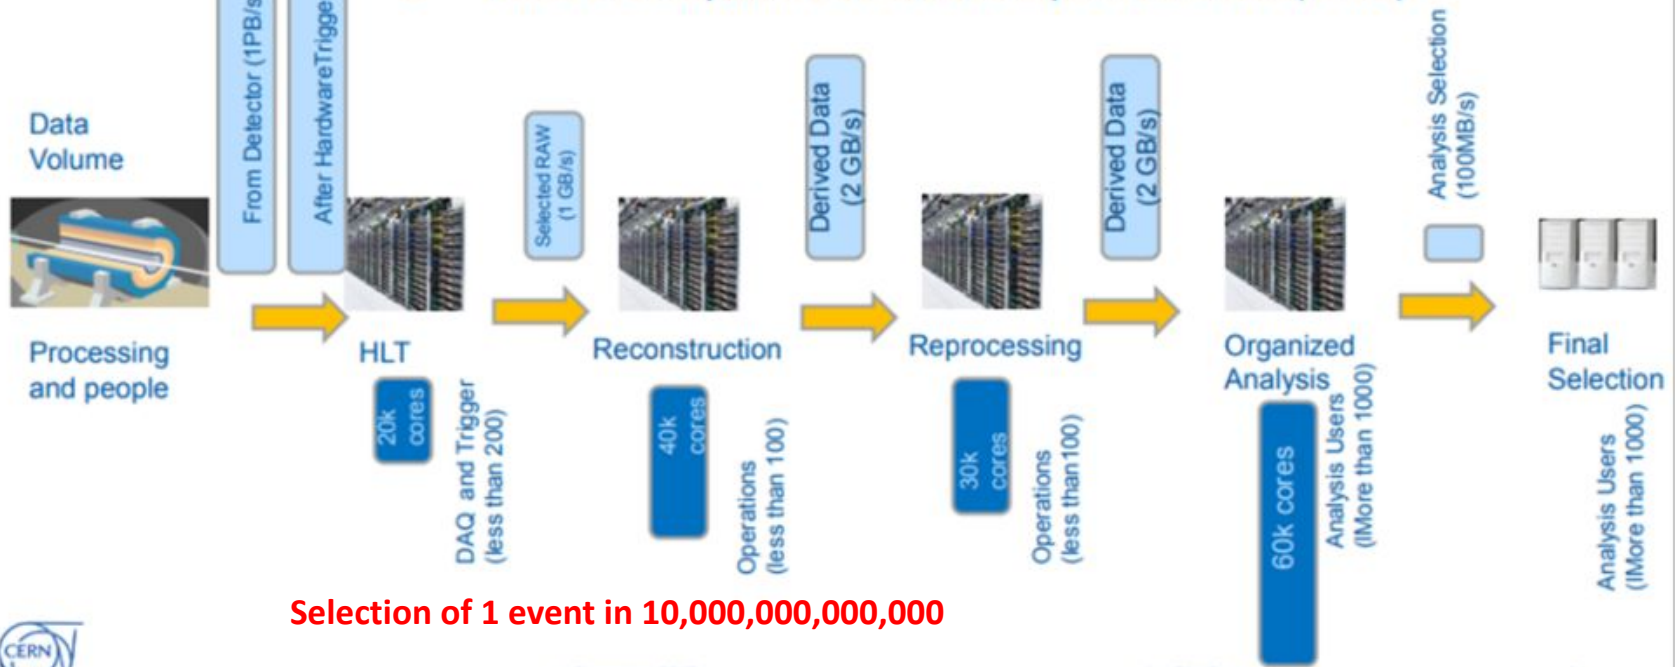 Data
Volume
From Detector (1PB/s
After HardwareTrigge
Selected RAW
(1 GB/s)
Derived Data
(2 GB/s)
Derived Data
(2 GB/s)
Analysis Selection
(100MB/s)
Processing
and people
HLT
Reconstruction
Reprocessing
Organized
Analysis
Final
Selection
20k
cores
DAQ and Trigger
(less than 200)
40k
cores
Operations
(less than 100)
30k
cores
Operations
(less than100)
60k cores
Analysis Users
(IMore than 1000)
Analysis Users
(IMore than 1000)
Selection of 1 event in 10,000,000,000,000
CERN